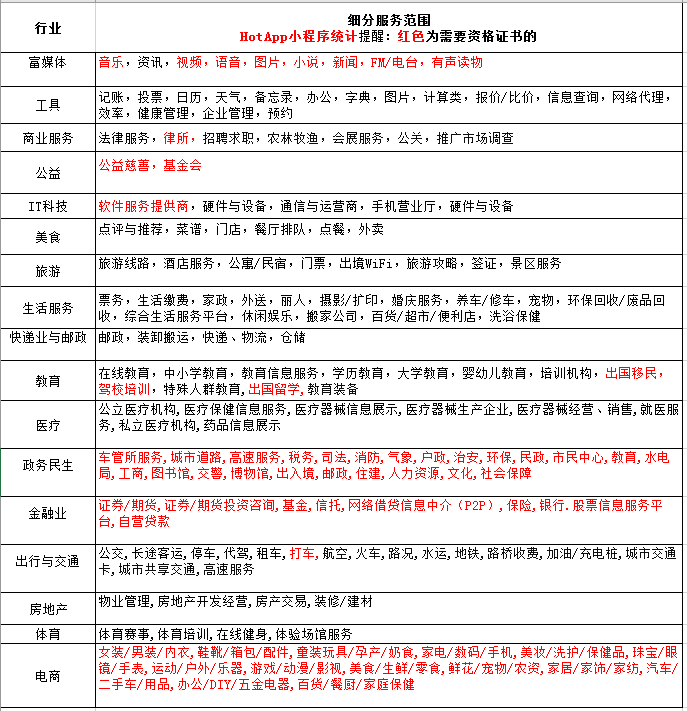 行业
细分服务范围
HotApp小程序统计提醒：红色为需要资格证书的
富媒体
音乐，资讯，视频，语音，图片，小说，新闻，FM/电台，有声读物
工具
记账，投票，日历，天气，备忘录，办公，字典，图片，计算类，报价/比价，信息查询，网络代理，
效率，健康管理，企业管理，预约
商业服务
法律服务，律所，招聘求职，农林牧渔，会展服务，公关，推广市场调查
公益
公益慈善，基金会
IT科技
软件服务提供商，硬件与设备，通信与运营商，手机营业厅，硬件与设备
美食
点评与推荐，菜谱，门店，餐厅排队，点餐，外卖
旅游
旅游线路，酒店服务，公寓/民宿，门票，出境WiFi，旅游攻略，签证，景区服务
生活服务
票务，生活缴费，家政，外送，丽人，摄影/扩印，婚庆服务，养车/修车，宠物，环保回收/废品回
收，综合生活服务平台，休闲娱乐，搬家公司，百货/超市/便利店，洗浴保健
快递业与邮政
邮政，装卸搬运，快递、物流，仓储
教育
在线教育，中小学教育，教育信息服务，学历教育，大学教育，婴幼儿教育，培训机构，出国移民，
驾校培训，特殊人群教育,出国留学,教育装备
医疗
公立医疗机构,医疗保健信息服务,医疗器械信息展示,医疗器械生产企业,医疗器械经营、销售,就医服
务,私立医疗机构,药品信息展示
政务民生
车管所服务,城市道路,高速服务,税务,司法,消防,气象,户政,治安,环保,民政,市民中心,教育,水电
局,工商,图书馆,交警,博物馆,出入境,邮政,住建,人力资源,文化,社会保障
金融业
证券/期货,证券/期货投资咨询,基金,信托,网络借贷信息中介（P2P）,保险,银行.股票信息服务平
台,自营贷款
出行与交通
公交,长途客运,停车,代驾,租车,打车,航空,火车,路况,水运,地铁,路桥收费,加油/充电桩,城市交通
卡,城市共享交通,高速服务
房地产
物业管理,房地产开发经营,房产交易,装修/建材
体育
体育赛事,体育培训,在线健身,体验场馆服务
电商
女装/男装/内衣,鞋靴/箱包/配件,童装玩具/孕产/奶食,家电/数码/手机,美妆/洗护/保健品,珠宝/眼
镜/手表,运动/户外/乐器,游戏/动漫/影视,美食/生鲜/零食,鲜花/宠物/农资,家居/家饰/家纺,汽车/
二手车/用品,办公/DIY/五金电器,百货/餐厨/家庭保健